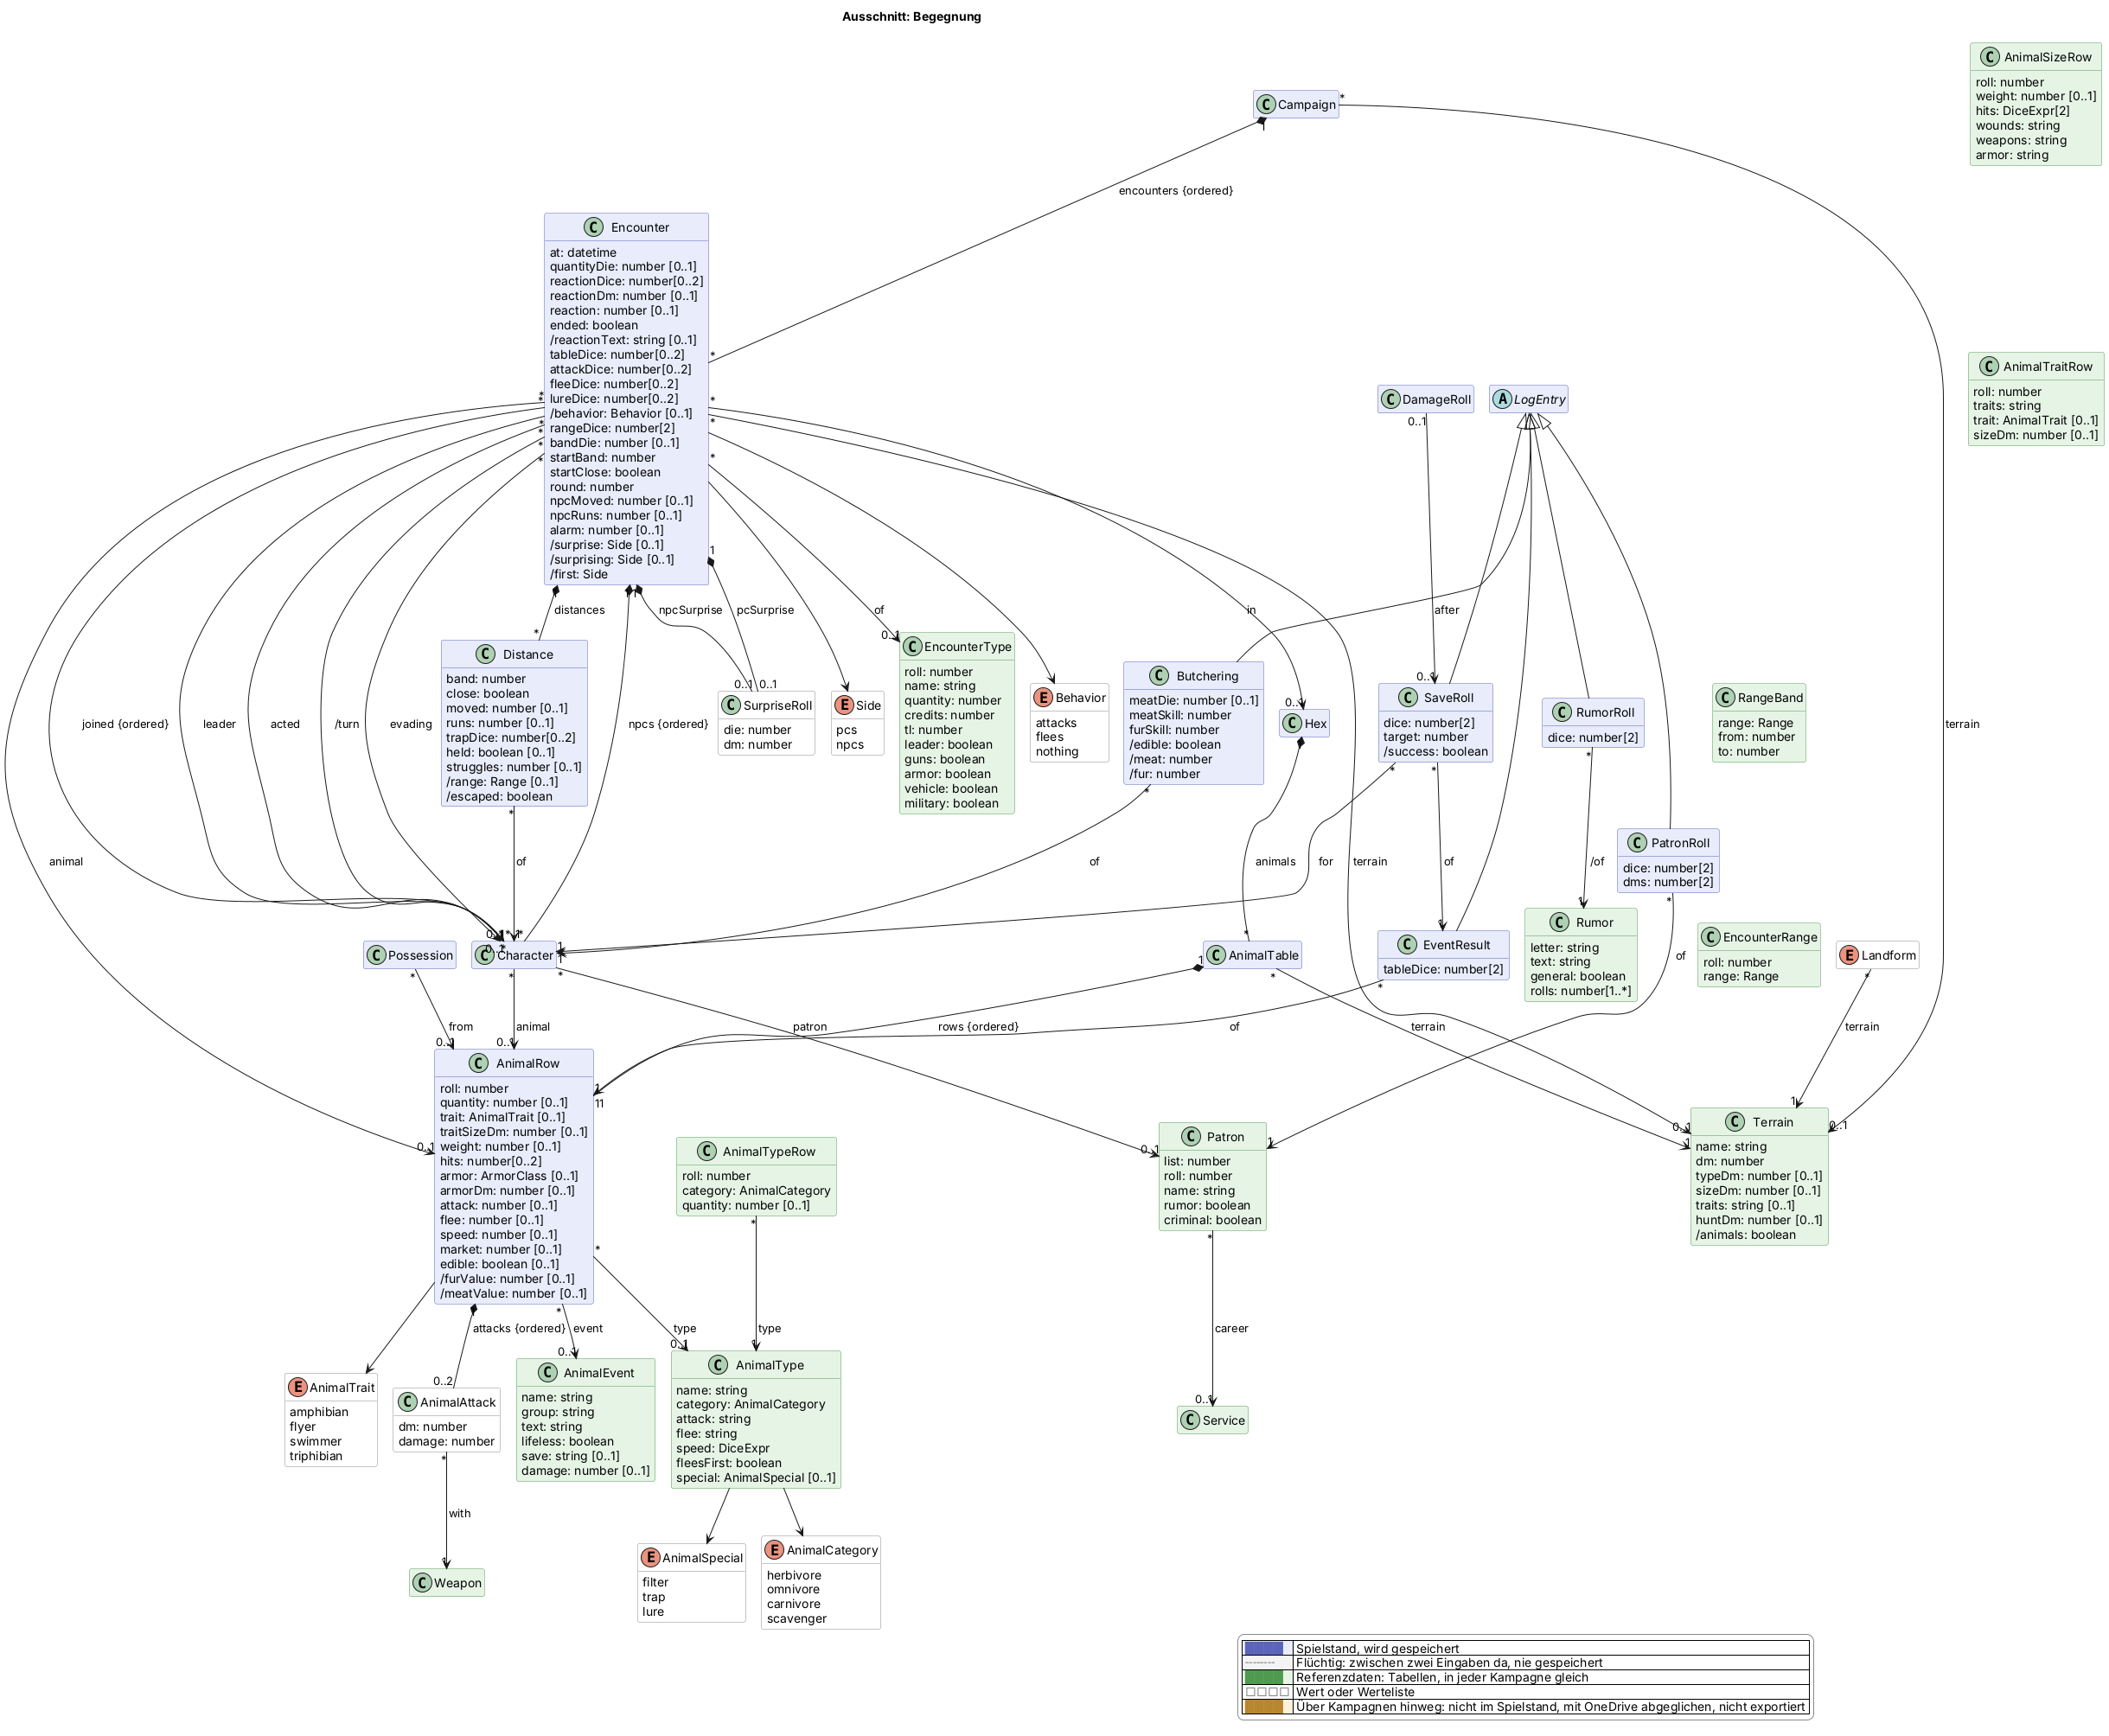 Ausschnitt: Begegnung
AnimalSizeRow
roll: number
weight: number [0..1]
hits: DiceExpr[2]
wounds: string
weapons: string
armor: string
Campaign
*
1
encounters {ordered}
Encounter
at: datetime
quantityDie: number [0..1]
reactionDice: number[0..2]
reactionDm: number [0..1]
reaction: number [0..1]
ended: boolean
/reactionText: string [0..1]
tableDice: number[0..2]
attackDice: number[0..2]
fleeDice: number[0..2]
lureDice: number[0..2]
/behavior: Behavior [0..1]
rangeDice: number[2]
bandDie: number [0..1]
startBand: number
startClose: boolean
round: number
npcMoved: number [0..1]
npcRuns: number [0..1]
alarm: number [0..1]
/surprise: Side [0..1]
/surprising: Side [0..1]
/first: Side
AnimalTraitRow
roll: number
traits: string
trait: AnimalTrait [0..1]
sizeDm: number [0..1]
DamageRoll
0..1
LogEntry
distances
npcSurprise
pcSurprise
of
in
after
Distance
band: number
close: boolean
moved: number [0..1]
runs: number [0..1]
trapDice: number[0..2]
held: boolean [0..1]
struggles: number [0..1]
/range: Range [0..1]
/escaped: boolean
0..1
0..1
SurpriseRoll
die: number
dm: number
Side
pcs
npcs
0..1
EncounterType
roll: number
name: string
quantity: number
credits: number
tl: number
leader: boolean
guns: boolean
armor: boolean
vehicle: boolean
military: boolean
Behavior
attacks
flees
nothing
Butchering
meatDie: number [0..1]
meatSkill: number
furSkill: number
/edible: boolean
/meat: number
/fur: number
Hex
SaveRoll
dice: number[2]
target: number
/success: boolean
RumorRoll
dice: number[2]
RangeBand
range: Range
from: number
to: number
joined {ordered}
leader
acted
/turn
evading
npcs {ordered}
terrain
animal
of
of
animals
for
terrain
of
/of
PatronRoll
dice: number[2]
dms: number[2]
of
Possession
Character
AnimalTable
EventResult
tableDice: number[2]
Rumor
letter: string
text: string
general: boolean
rolls: number[1..*]
EncounterRange
roll: number
range: Range
Landform
from
animal
patron
rows {ordered}
of
terrain
terrain
AnimalRow
roll: number
quantity: number [0..1]
trait: AnimalTrait [0..1]
traitSizeDm: number [0..1]
weight: number [0..1]
hits: number[0..2]
armor: ArmorClass [0..1]
armorDm: number [0..1]
attack: number [0..1]
flee: number [0..1]
speed: number [0..1]
market: number [0..1]
edible: boolean [0..1]
/furValue: number [0..1]
/meatValue: number [0..1]
AnimalTypeRow
roll: number
category: AnimalCategory
quantity: number [0..1]
Patron
list: number
roll: number
name: string
rumor: boolean
criminal: boolean
Terrain
name: string
dm: number
typeDm: number [0..1]
sizeDm: number [0..1]
traits: string [0..1]
huntDm: number [0..1]
/animals: boolean
attacks {ordered}
event
type
type
career
AnimalTrait
amphibian
flyer
swimmer
triphibian
0..2
AnimalAttack
dm: number
damage: number
AnimalEvent
name: string
group: string
text: string
lifeless: boolean
save: string [0..1]
damage: number [0..1]
AnimalType
name: string
category: AnimalCategory
attack: string
flee: string
speed: DiceExpr
fleesFirst: boolean
special: AnimalSpecial [0..1]
Service
with
Weapon
AnimalSpecial
filter
trap
lure
AnimalCategory
herbivore
omnivore
carnivore
scavenger
Spielstand, wird gespeichert
Flüchtig: zwischen zwei Eingaben da, nie gespeichert
Referenzdaten: Tabellen, in jeder Kampagne gleich
Wert oder Werteliste
Über Kampagnen hinweg: nicht im Spielstand, mit OneDrive abgeglichen, nicht exportiert